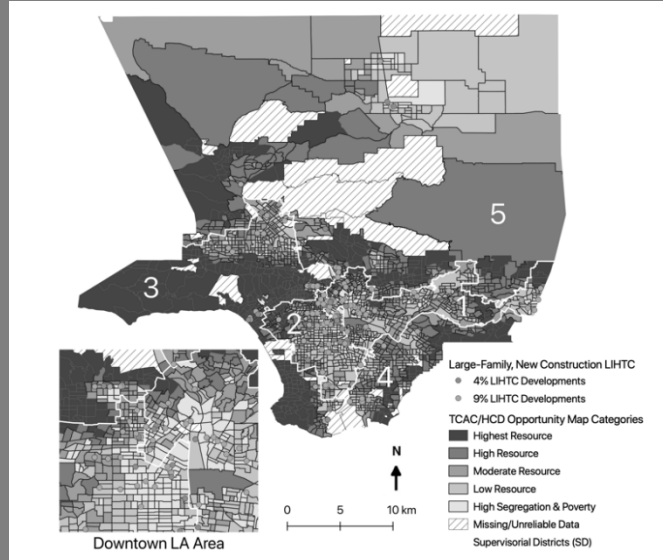 5
3
1
2
4
Large-Family, New Construction LIHTC
4% LIHTC Developments
9% LIHTC Developments
TCAC/HCD Opportunity Map Categories
Highest Resource
High Resource
Moderate Resource
Low Resource
High Segregation & Poverty
Missing/Unreliable Data
Supervisorial Districts (SD)
N
0 5 10 km
Downtown LA Area